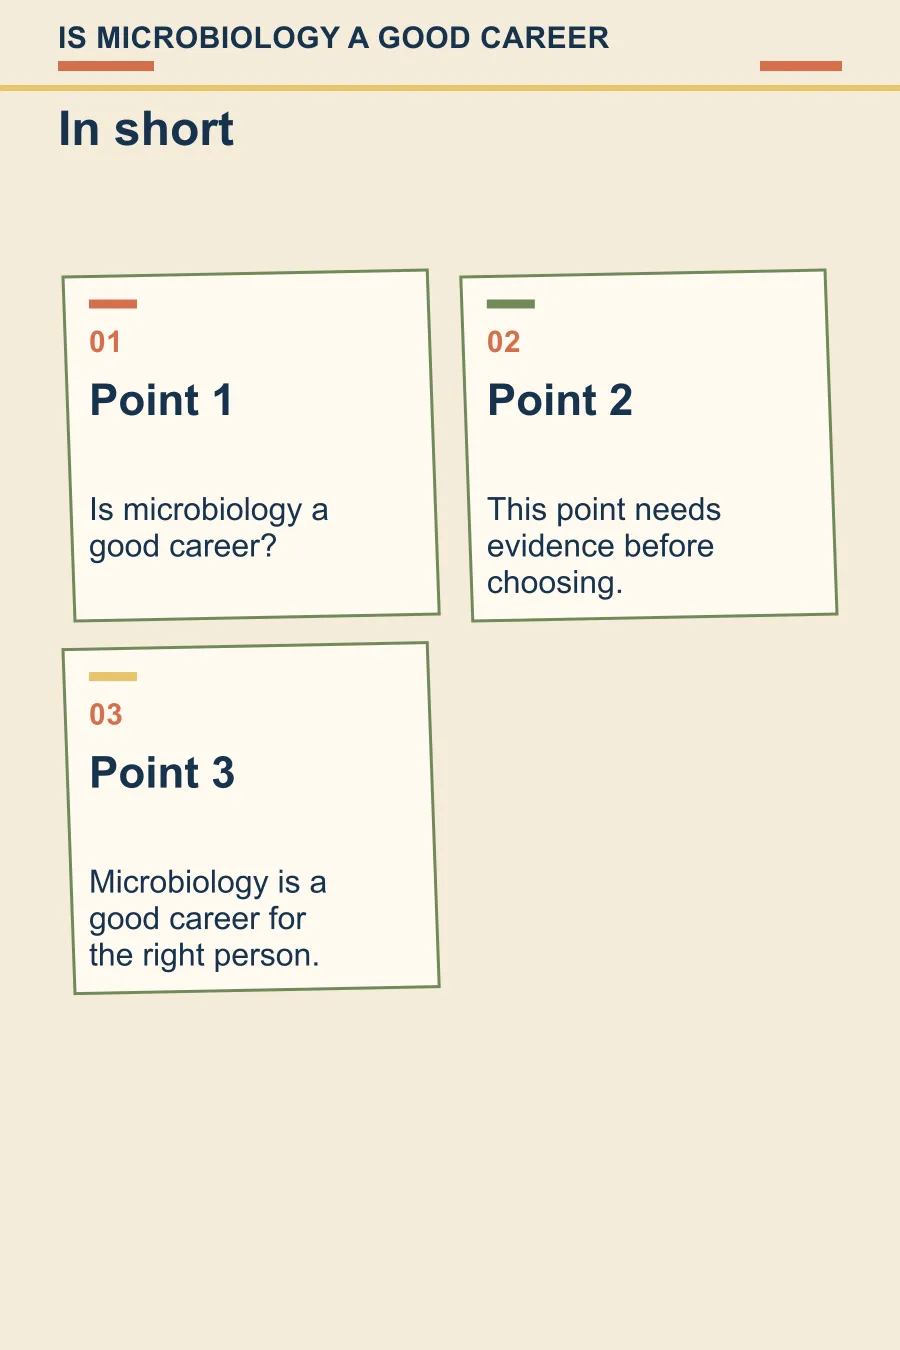 IS MICROBIOLOGY A GOOD CAREER
In short
01
Point 1
Is microbiology a
good career?
02
Point 2
This point needs
evidence before
choosing.
03
Point 3
Microbiology is a
good career for
the right person.